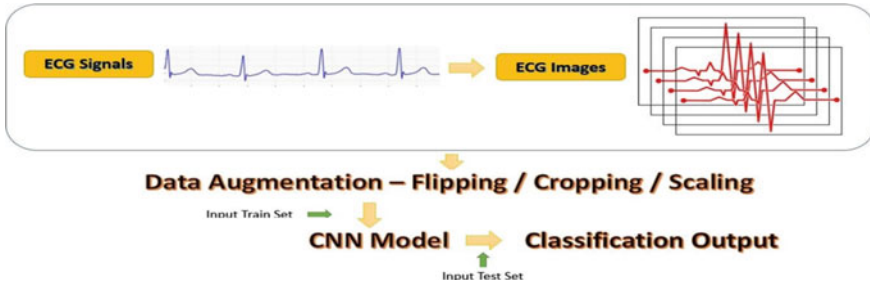 ECG Signals
ECG Images
Data Augmentation – Flipping / Cropping / Scaling
Input Train Set
CNN Model
Classification Output
Input Test Set